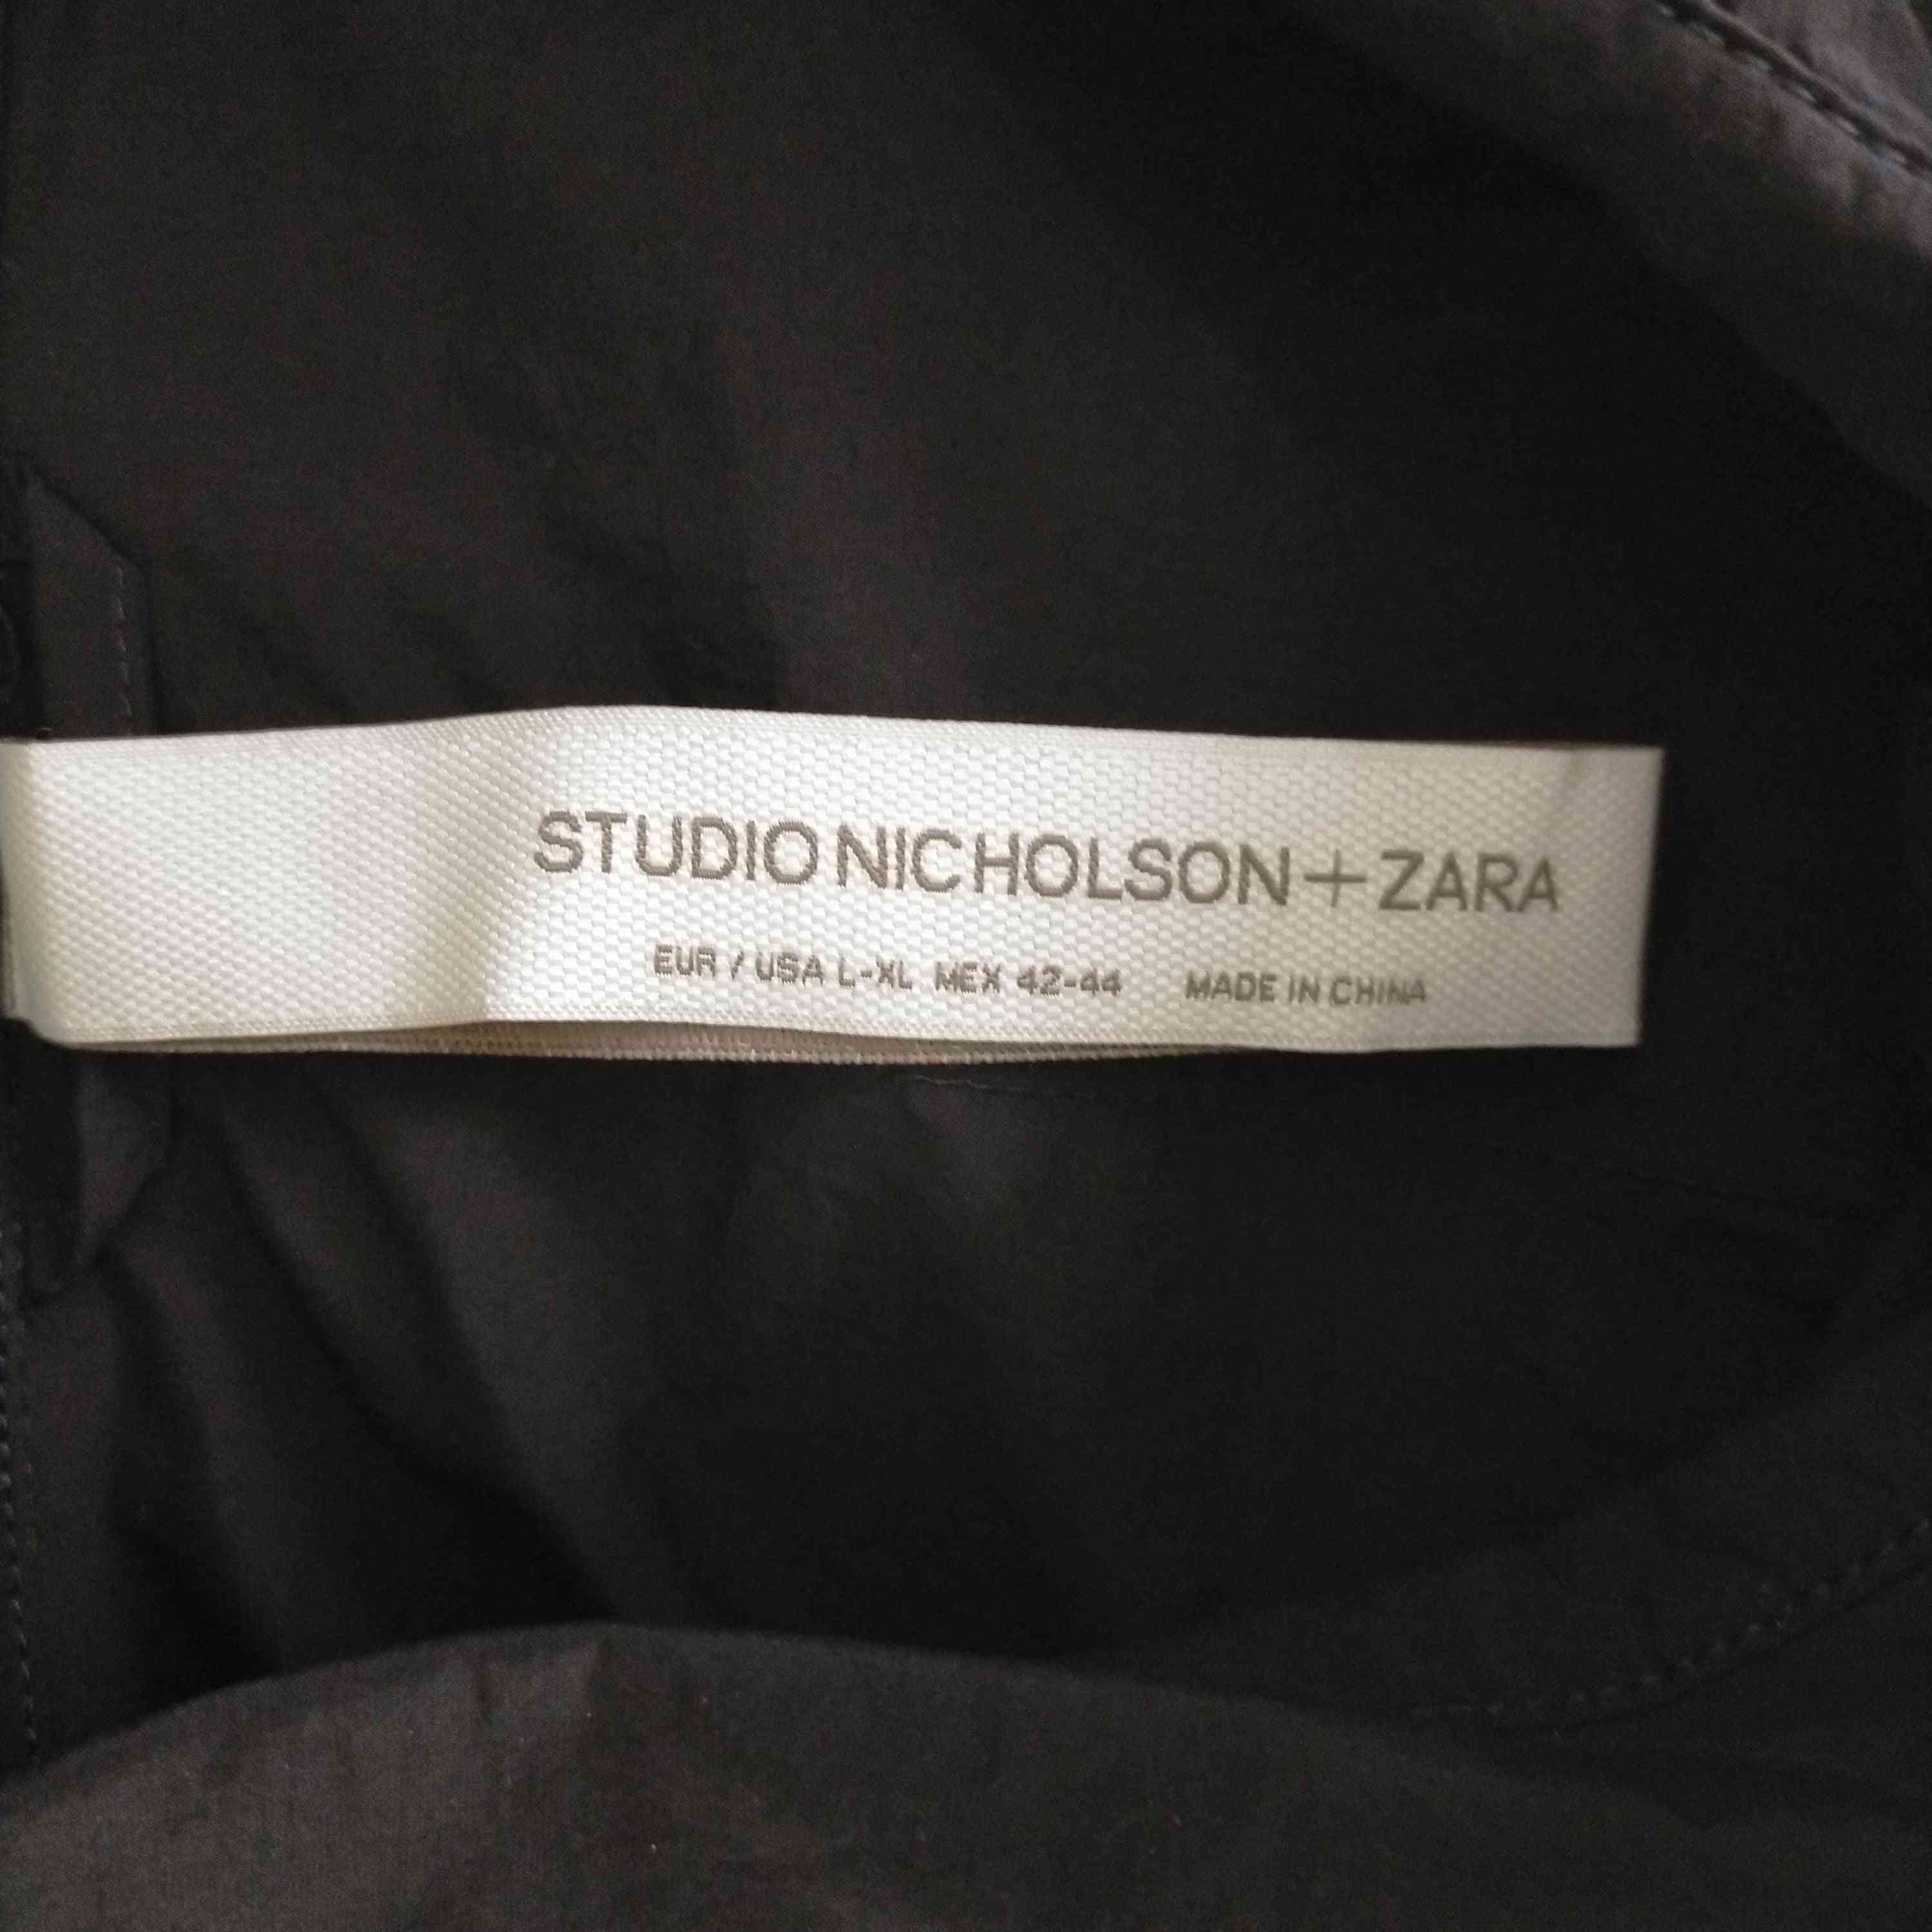 STUDIO NICHOLSON+ZARA
EUR / USA L-XL MEX 42-44 MADE IN CHINA